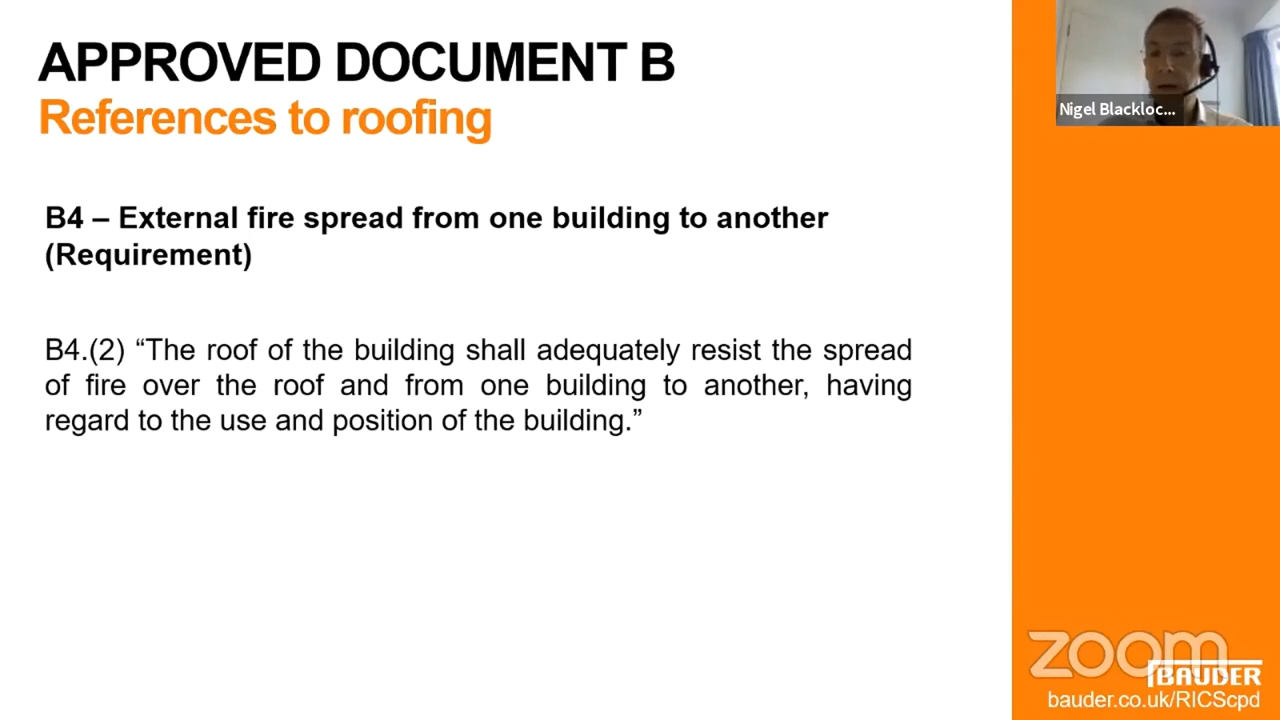 APPROVED DOCUMENT B
References to roofing
Nigel Blackloc...
B4 – External fire spread from one building to another
(Requirement)
B4.(2) “The roof of the building shall adequately resist the spread
of fire over the roof and from one building to another, having
regard to the use and position of the building.”
zoom
BAUDER
bauder.co.uk/RICScpd